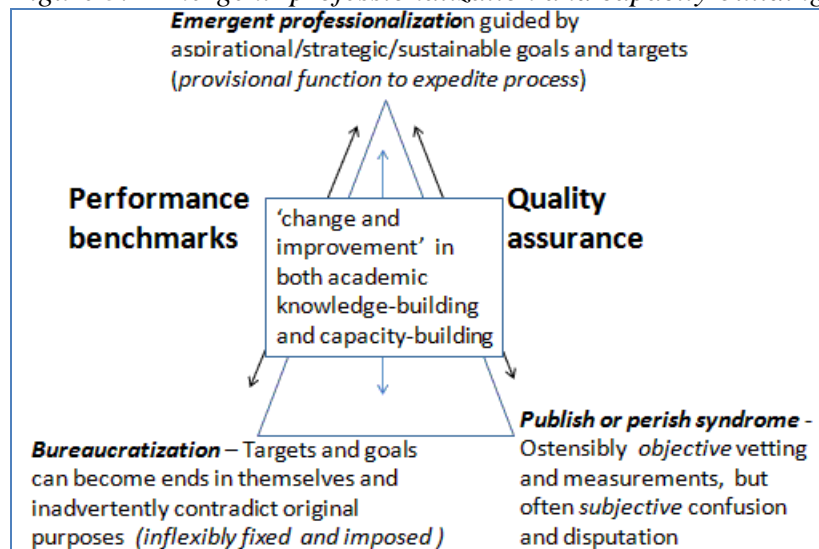 Emergent professionalization guided by
aspirational/strategic/sustainable goals and targets
(provisional function to expedite process)
Performance
benchmarks
Quality
assurance
‘change and
improvement’ in
both academic
knowledge-building
and capacity-building
Bureaucratization – Targets and goals
can become ends in themselves and
inadvertently contradict original
purposes (inflexibly fixed and imposed )
Publish or perish syndrome -
Ostensibly objective vetting
and measurements, but
often subjective confusion
and disputation